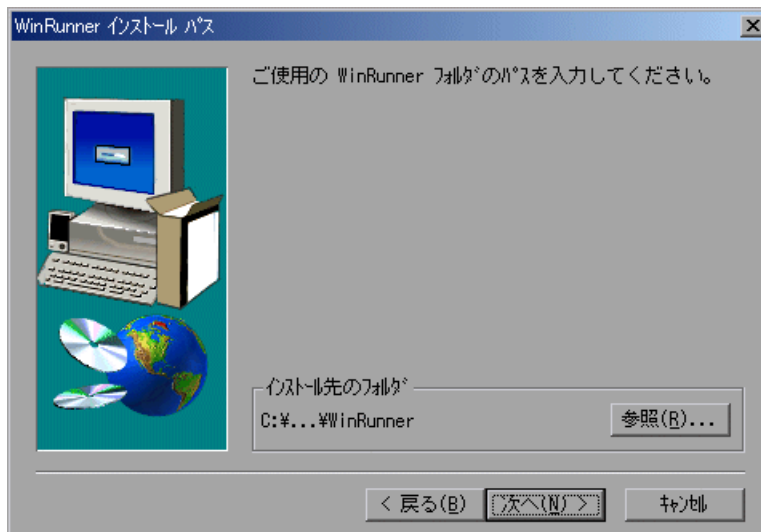 WinRunner ｲﾝｽﾄｰﾙ ﾊﾟｽ
ご使用の WinRunner ﾌｫﾙﾀﾞのﾊﾟｽを入力してください。
ｲﾝｽﾄｰﾙ先のﾌｫﾙﾀﾞ
C:¥...¥WinRunner
参照(R)...
< 戻る(B)
次へ(N) >
ｷｬﾝｾﾙ